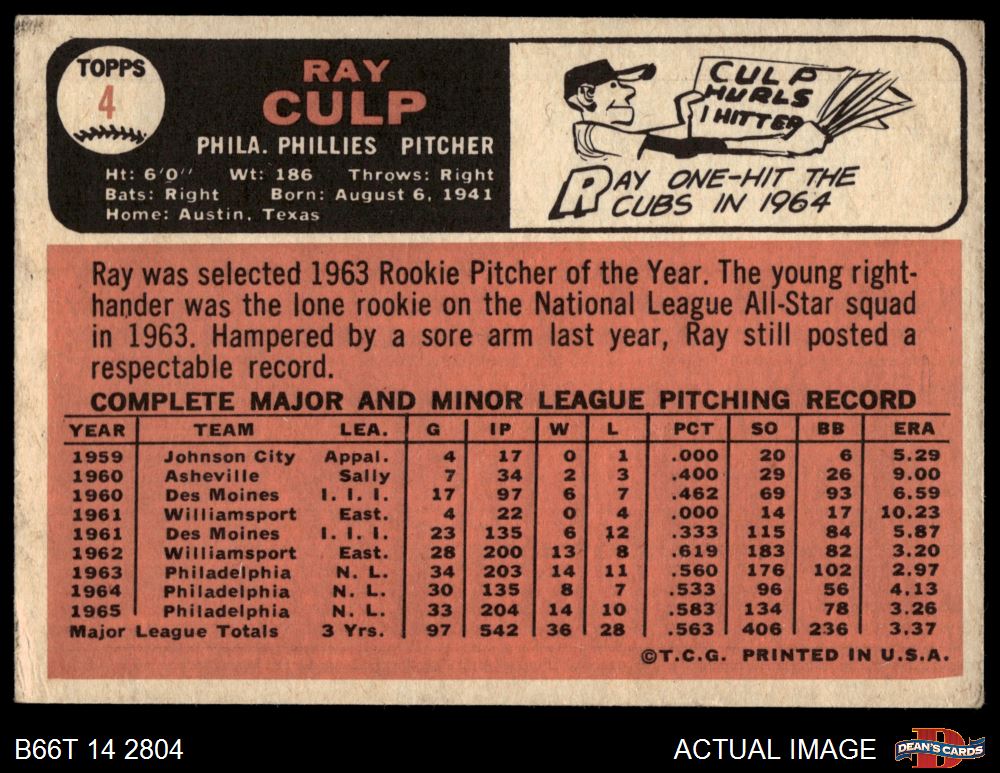 TOPPS
4
RAY
CULP
PHILA. PHILLIES PITCHER
Ht: 6'0" Wt: 186 Throws: Right
Bats: Right Born: August 6, 1941
Home: Austin, Texas
CULP
HURLS
1 HITTER
RAY ONE-HIT THE
CUBS IN 1964
Ray was selected 1963 Rookie Pitcher of the Year. The young right-
hander was the lone rookie on the National League All-Star squad
in 1963. Hampered by a sore arm last year, Ray still posted a
respectable record.
COMPLETE MAJOR AND MINOR LEAGUE PITCHING RECORD
YEAR TEAM LEA. G IP W L PCT SO BB ERA
1959 Johnson City Appal. 4 17 0 1 .000 20 6 5.29
1960 Asheville Sally 7 34 2 3 .400 29 26 9.00
1960 Des Moines I. I. I. 17 97 6 7 .462 69 93 6.59
1961 Williamsport East. 4 22 0 4 .000 14 17 10.23
1961 Des Moines I. I. I. 23 135 6 12 .333 115 84 5.87
1962 Williamsport East. 28 200 13 8 .619 183 82 3.20
1963 Philadelphia N. L. 34 203 14 11 .560 176 102 2.97
1964 Philadelphia N. L. 30 135 8 7 .533 96 56 4.13
1965 Philadelphia N. L. 33 204 14 10 .583 134 78 3.26
Major League Totals 3 Yrs. 97 542 36 28 .563 406 236 3.37
©T.C.G. PRINTED IN U.S.A.
B66T 14 2804
ACTUAL IMAGE
D
DEAN'S CARDS